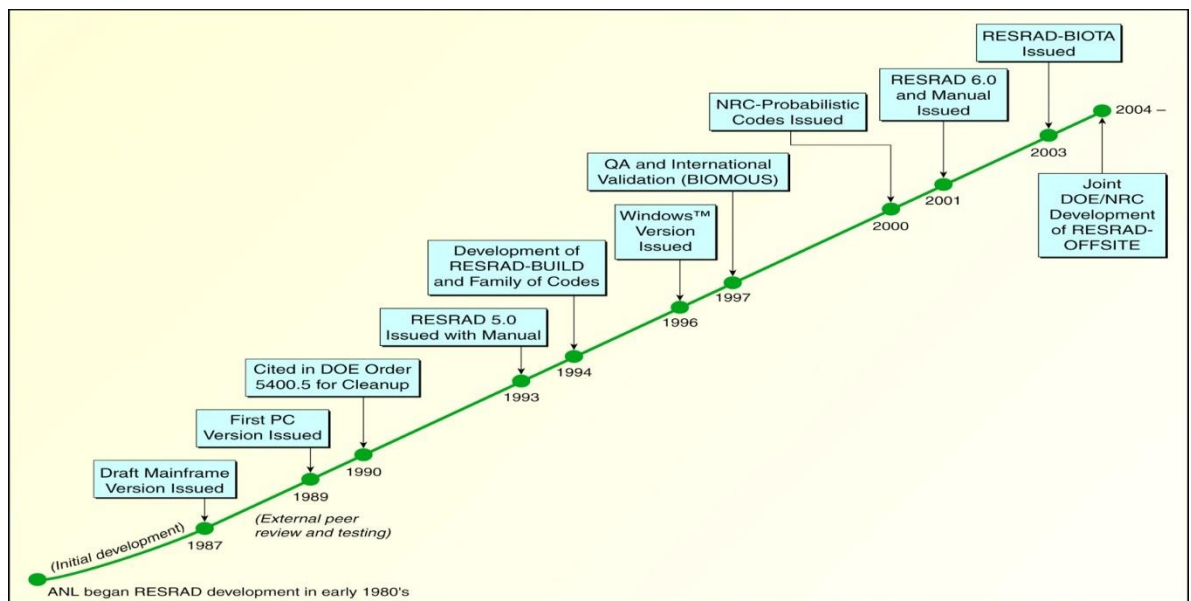 ANL began RESRAD development in early 1980's
(Initial development)
Draft Mainframe
Version Issued
1987
First PC
Version Issued
1989
(External peer
review and testing)
Cited in DOE Order
5400.5 for Cleanup
1990
RESRAD 5.0
Issued with Manual
1993
Development of
RESRAD-BUILD
and Family of Codes
1994
Windows™
Version
Issued
1996
QA and International
Validation (BIOMOUS)
1997
NRC-Probabilistic
Codes Issued
2000
RESRAD 6.0
and Manual
Issued
2001
RESRAD-BIOTA
Issued
2003
2004 –
Joint
DOE/NRC
Development
of RESRAD-
OFFSITE